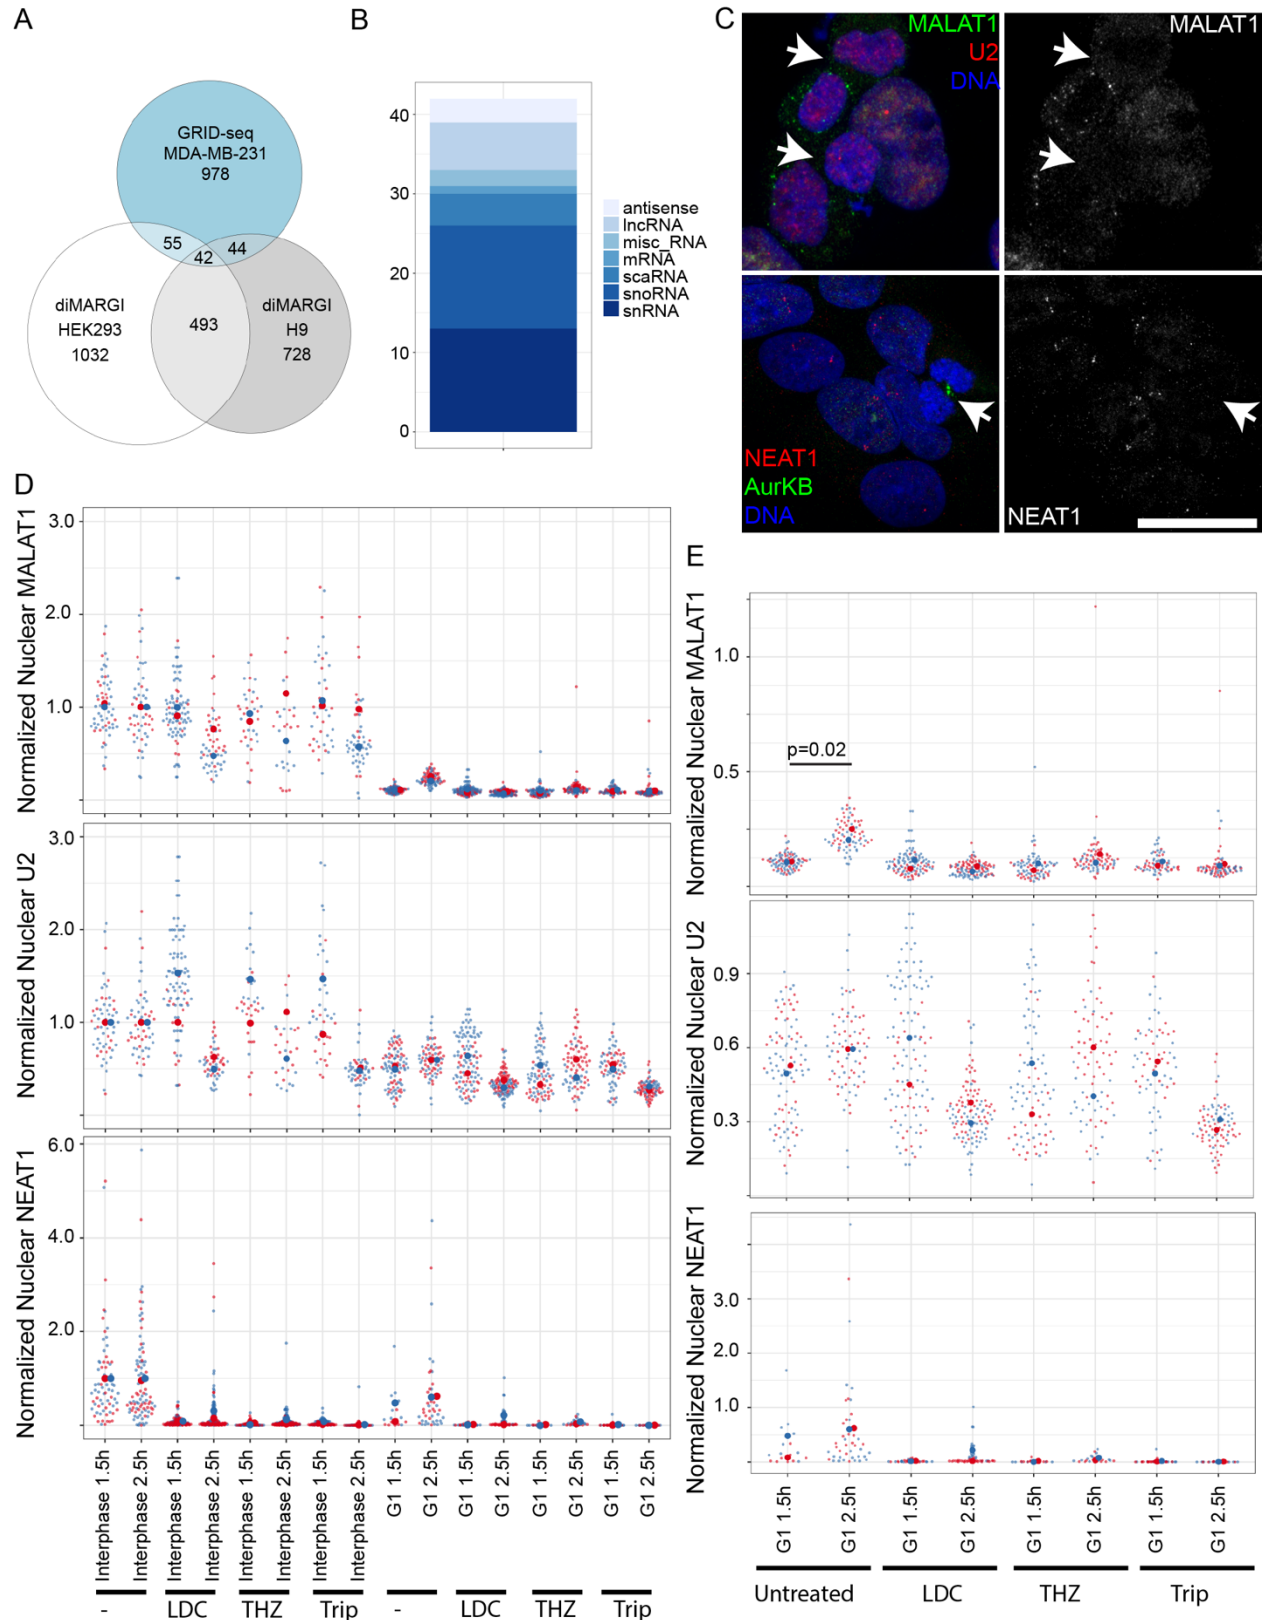 A
GRID-seq
MDA-MB-231
978
55
42
44
diMARGI
HEK293
1032
493
diMARGI
H9
728
B
40
30
20
10
0
antisense
lncRNA
misc_RNA
mRNA
scaRNA
snoRNA
snRNA
C
MALAT1
U2
DNA
MALAT1
NEAT1
AurKB
DNA
NEAT1
D
Normalized Nuclear MALAT1
3.0
2.0
1.0
Normalized Nuclear U2
3.0
2.0
1.0
Normalized Nuclear NEAT1
6.0
4.0
2.0
Interphase 1.5h
Interphase 2.5h
Interphase 1.5h
Interphase 2.5h
Interphase 1.5h
Interphase 2.5h
Interphase 1.5h
Interphase 2.5h
G1 1.5h
G1 2.5h
G1 1.5h
G1 2.5h
G1 1.5h
G1 2.5h
G1 1.5h
G1 2.5h
-
LDC
THZ
Trip
-
LDC
THZ
Trip
E
Normalized Nuclear MALAT1
1.0
0.5
p=0.02
Normalized Nuclear U2
0.9
0.6
0.3
Normalized Nuclear NEAT1
3.0
2.0
1.0
G1 1.5h
G1 2.5h
G1 1.5h
G1 2.5h
G1 1.5h
G1 2.5h
G1 1.5h
G1 2.5h
Untreated
LDC
THZ
Trip